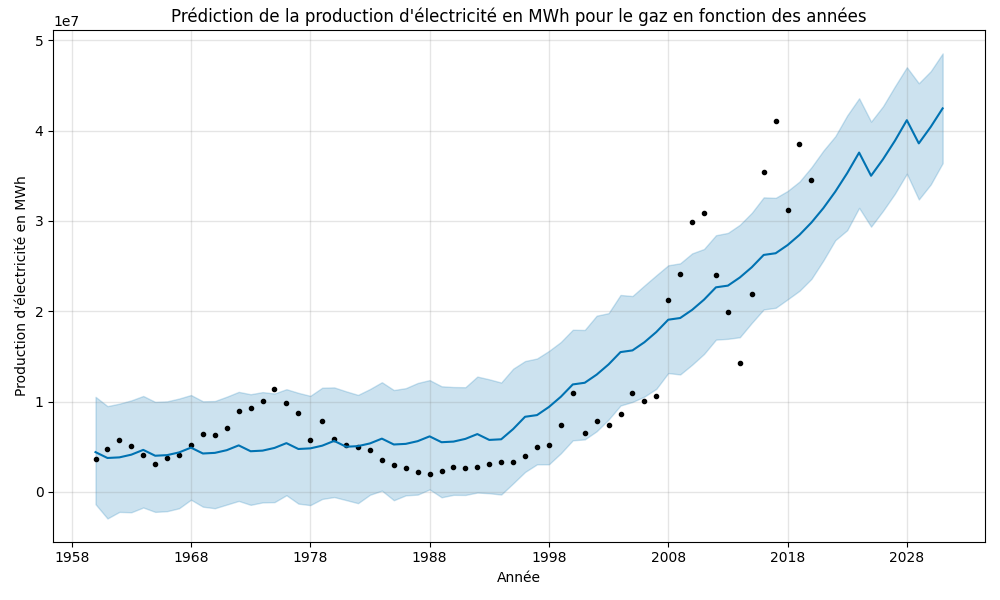 Prédiction de la production d'électricité en MWh pour le gaz en fonction des années
1e7
5
4
3
2
1
0
Production d'électricité en MWh
1958 1968 1978 1988 1998 2008 2018 2028
Année